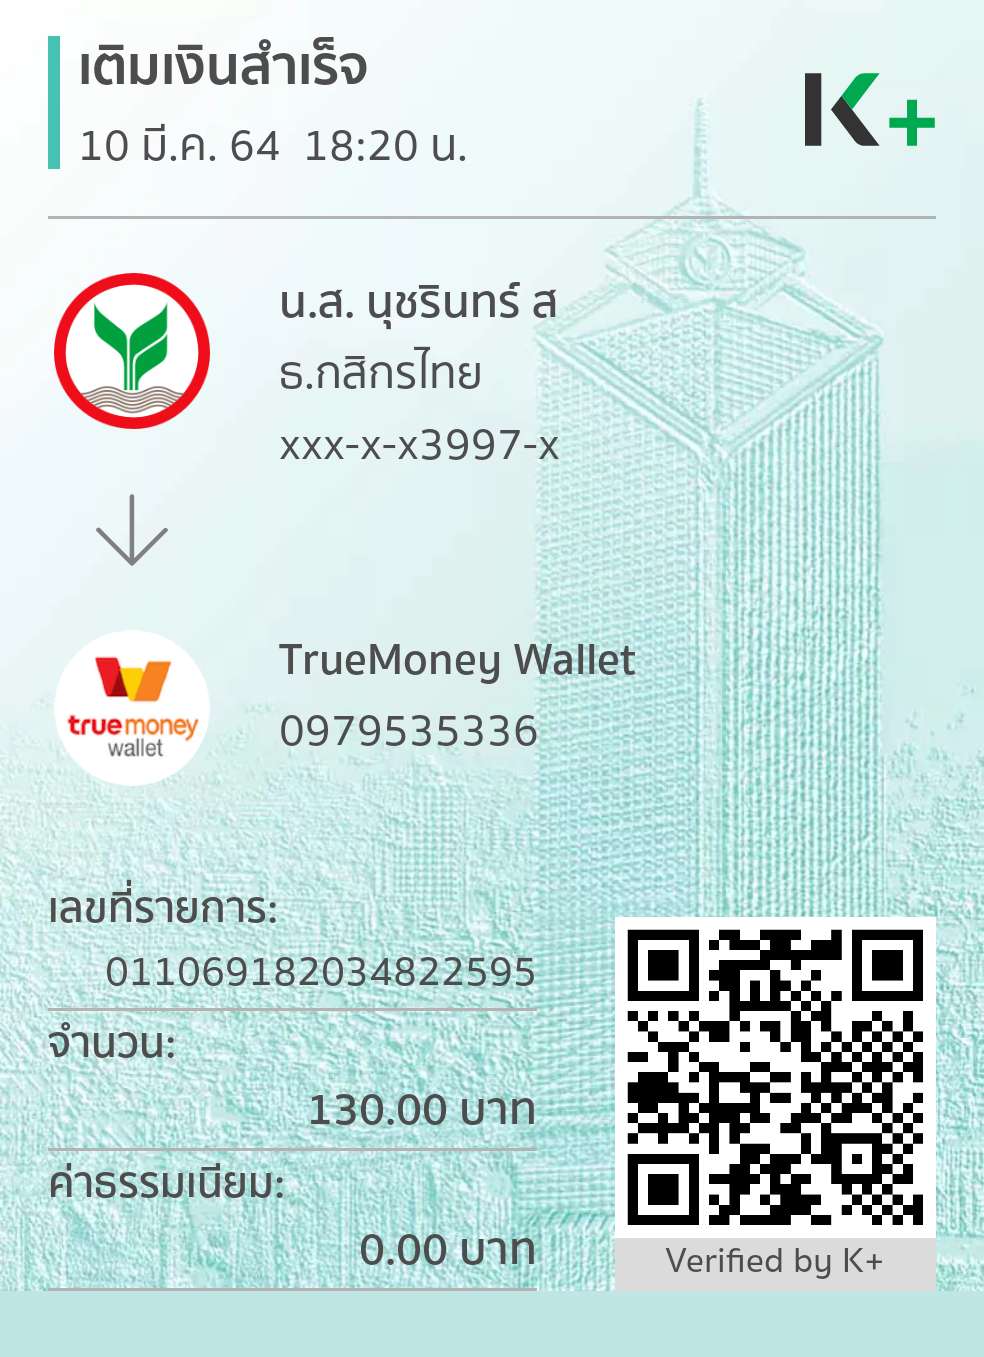 เติมเงินสำเร็จ
10 มี.ค. 64 18:20 น.
K+
น.ส. นุชรินทร์ ส
ธ.กสิกรไทย
xxx-x-x3997-x
TrueMoney Wallet
0979535336
truemoney
wallet
เลขที่รายการ:
011069182034822595
จำนวน:
130.00 บาท
ค่าธรรมเนียม:
0.00 บาท
Verified by K+